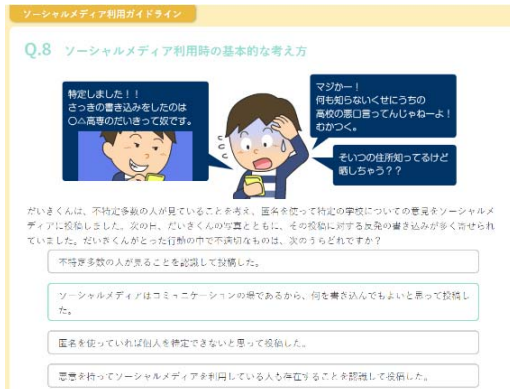 ソーシャルメディア利用ガイドライン
Q.8 ソーシャルメディア利用時の基本的な考え方
特定しました！！
さっきの書き込みをしたのは
〇△高専のだいきって奴です。
マジかー！
何も知らないくせにうちの
高校の悪口言ってんじゃねーよ！
むかつく。
そいつの住所知ってるけど
晒しちゃう？？
だいきくんは、不特定多数の人が見ていることを考え、匿名を使って特定の学校についての意見をソーシャルメ
ディアに投稿しました。次の日、だいきくんの写真とともに、その投稿に対する反発の書き込みが多く寄せられ
ていました。だいきくんがとった行動の中で不適切なものは、次のうちどれですか？
不特定多数の人が見ることを認識して投稿した。
ソーシャルメディアはコミュニケーションの場であるから、何を書き込んでもよいと思って投稿し
た。
匿名を使っていれば個人を特定できないと思って投稿した。
悪意を持ってソーシャルメディアを利用している人も存在することを認識して投稿した。